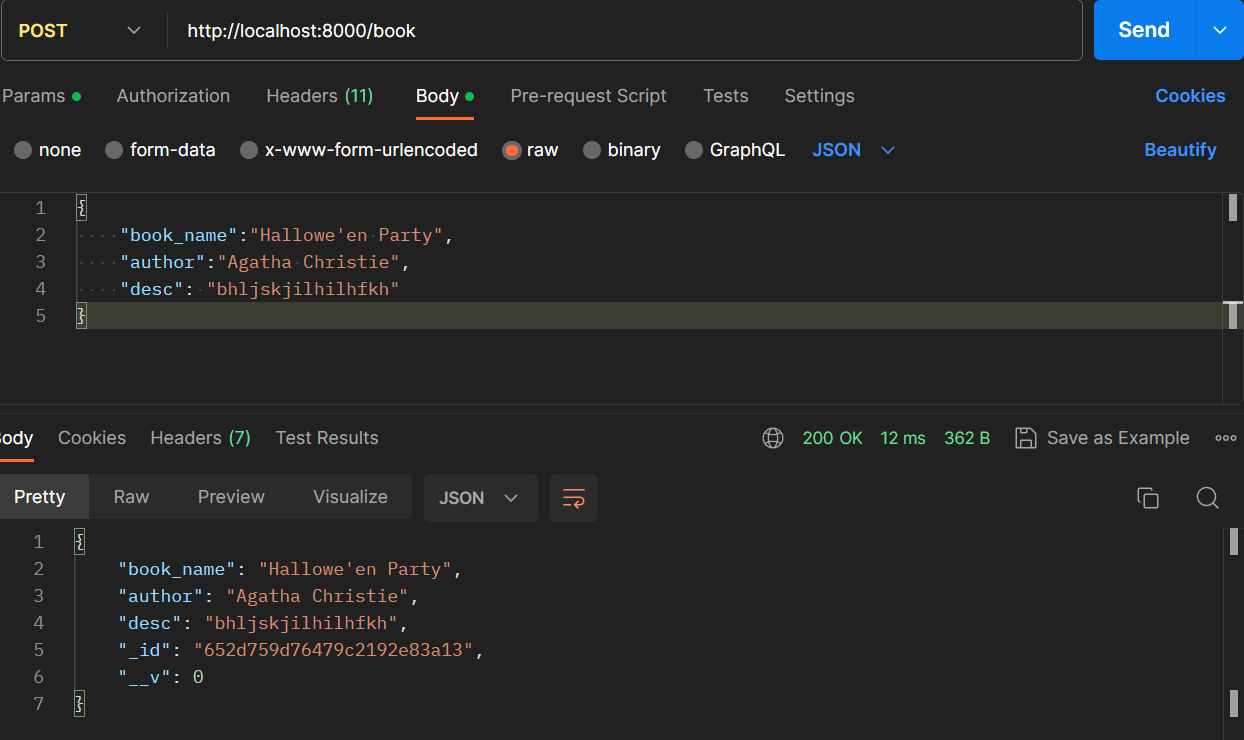 POST http://localhost:8000/book Send
Params Authorization Headers (11) Body Pre-request Script Tests Settings Cookies
none form-data x-www-form-urlencoded raw binary GraphQL JSON Beautify
1 {
2 "book_name":"Hallowe'en Party",
3 "author":"Agatha Christie",
4 "desc": "bhljskjilhilhfkh"
5 }
Body Cookies Headers (7) Test Results 200 OK 12 ms 362 B Save as Example
Pretty Raw Preview Visualize JSON
1 {
2 "book_name": "Hallowe'en Party",
3 "author": "Agatha Christie",
4 "desc": "bhljskjilhilhfkh",
5 "_id": "652d759d76479c2192e83a13",
6 "__v": 0
7 }